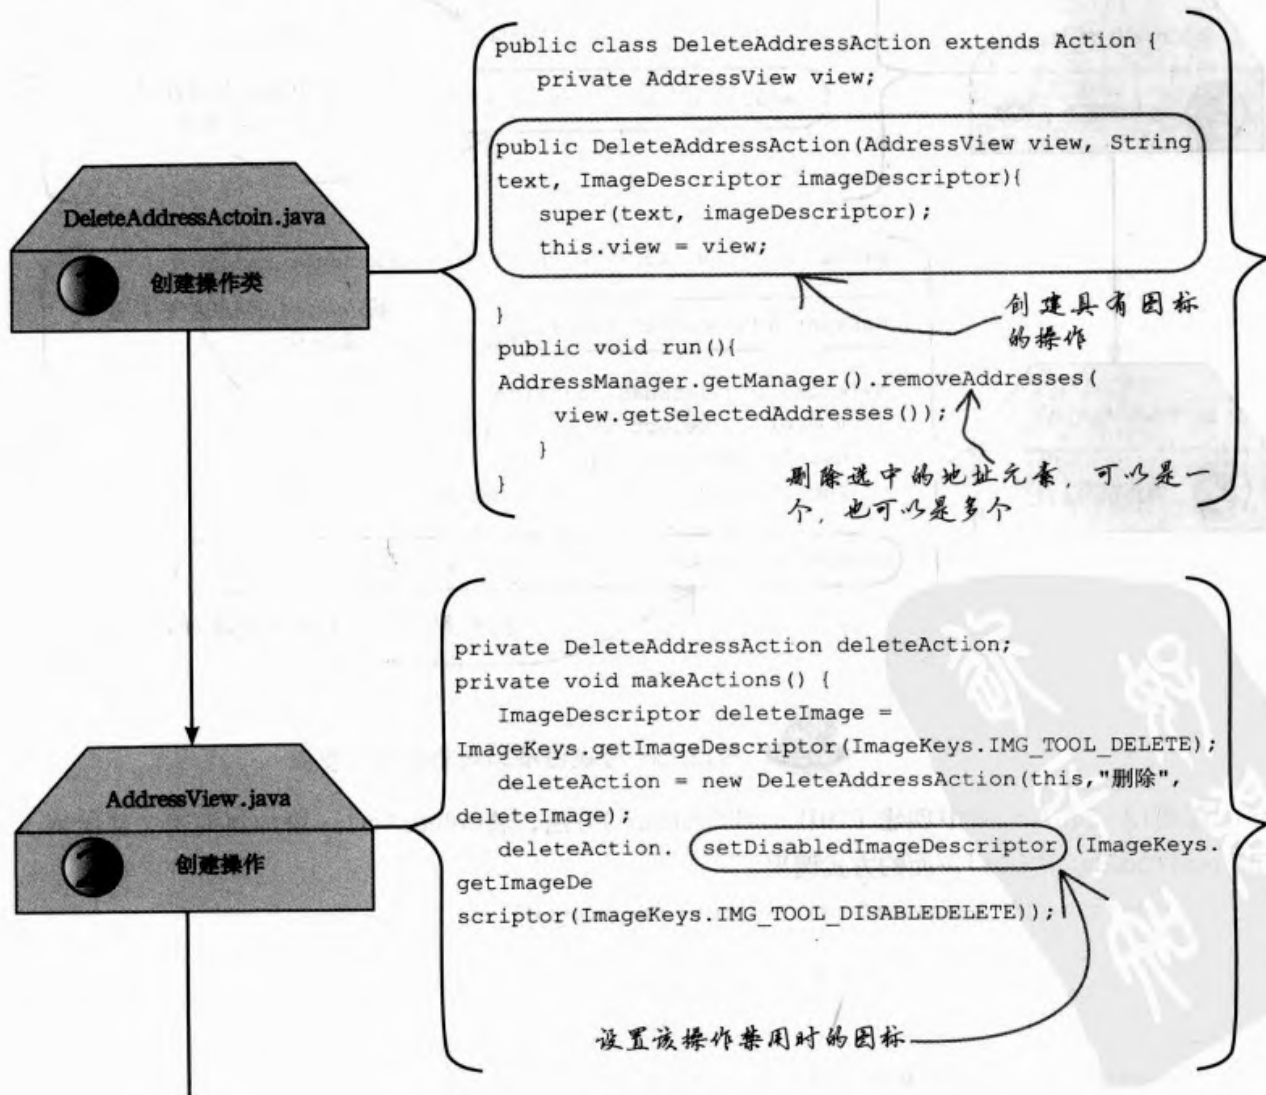 public class DeleteAddressAction extends Action {
private AddressView view;
public DeleteAddressAction(AddressView view, String
text, ImageDescriptor imageDescriptor){
super(text, imageDescriptor);
this.view = view;
}
创建具有图标
的操作
public void run(){
AddressManager.getManager().removeAddresses(
view.getSelectedAddresses());
}
}
删除选中的地址元素，可以是一
个，也可以是多个
DeleteAddressActoin.java
1 创建操作类
private DeleteAddressAction deleteAction;
private void makeActions() {
ImageDescriptor deleteImage =
ImageKeys.getImageDescriptor(ImageKeys.IMG_TOOL_DELETE);
deleteAction = new DeleteAddressAction(this,"删除",
deleteImage);
deleteAction. setDisabledImageDescriptor (ImageKeys.
getImageDe
scriptor(ImageKeys.IMG_TOOL_DISABLEDELETE));
设置该操作禁用时的图标
AddressView.java
2 创建操作